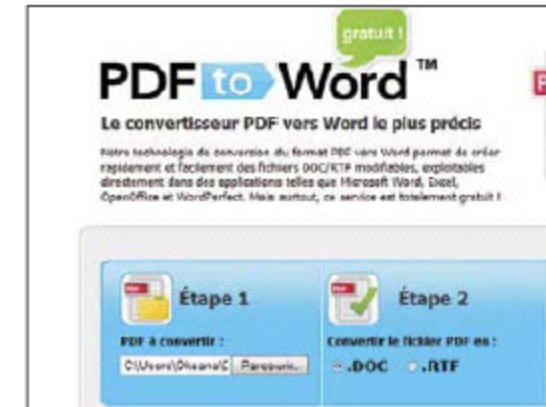 gratuit !
PDF to Word™
Le convertisseur PDF vers Word le plus précis
Notre technologie de conversion du format PDF vers Word permet de créer
rapidement et facilement des fichiers DOC/RTF modifiables, exploitables
directement dans des applications telles que Microsoft Word, Excel,
OpenOffice et WordPerfect. Mais surtout, ce service est totalement gratuit !
Étape 1
Étape 2
PDF à convertir :
Convertir le fichier PDF en :
C:\Users\Oksana\ Parcourir...
.DOC .RTF